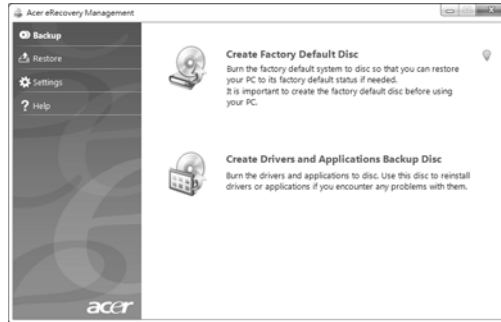 Acer eRecovery Management
Backup
Restore
Settings
Help
Create Factory Default Disc
Burn the factory default system to disc so that you can restore
your PC to its factory default status if needed.
It is important to create the factory default disc before using
your PC.
Create Drivers and Applications Backup Disc
Burn the drivers and applications to disc. Use this disc to reinstall
drivers or applications if you encounter any problems with them.
acer